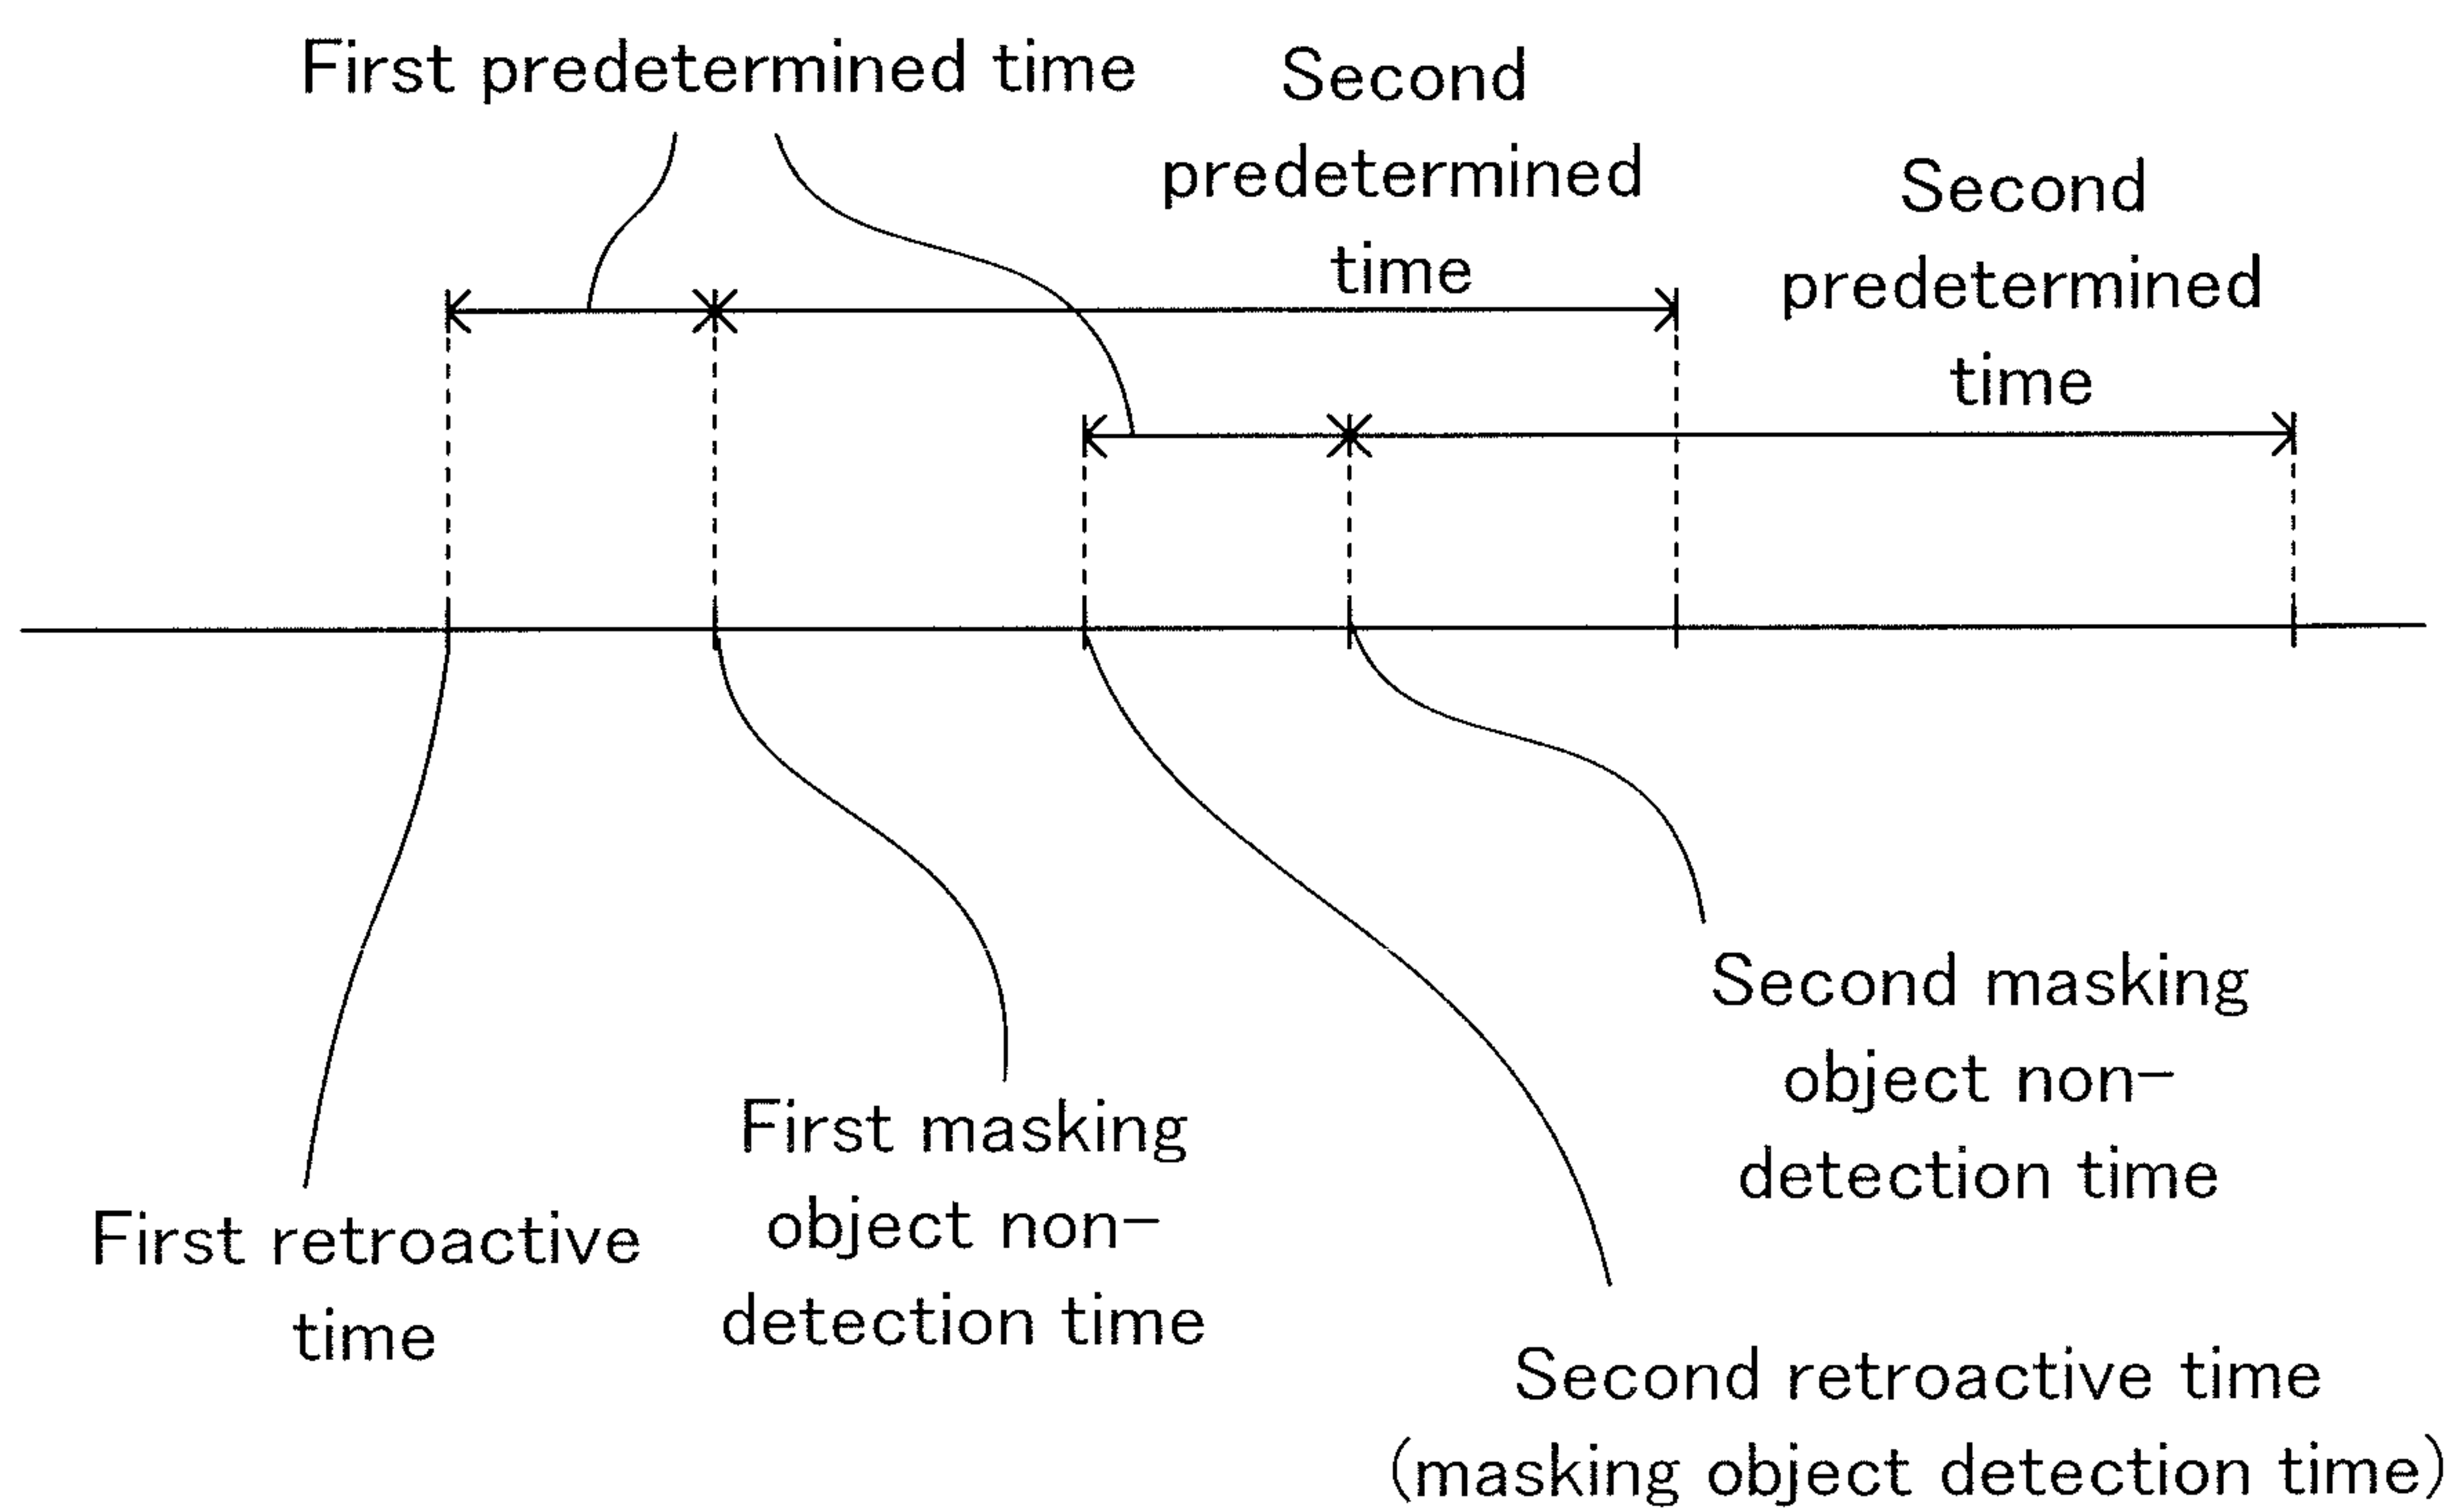 First predetermined time
Second
predetermined
time
Second
predetermined
time
First retroactive
time
First masking
object non-
detection time
Second masking
object non-
detection time
Second retroactive time
(masking object detection time)